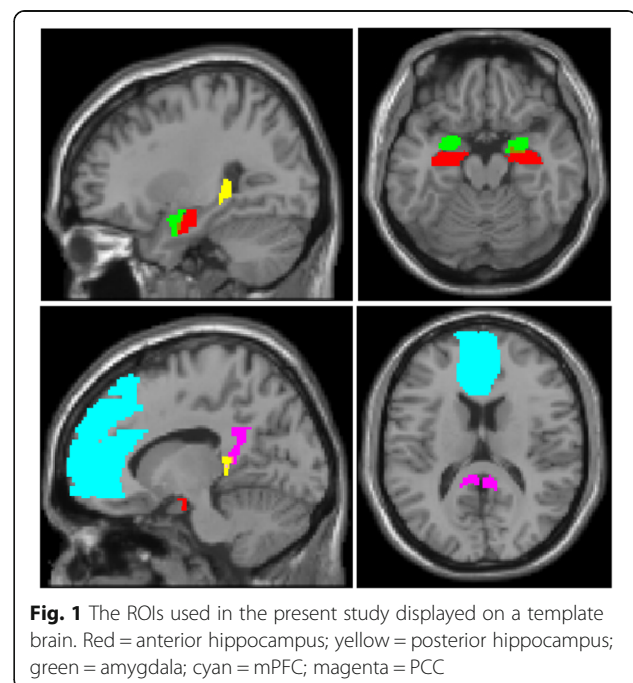 Fig. 1 The ROIs used in the present study displayed on a template
brain. Red = anterior hippocampus; yellow = posterior hippocampus;
green = amygdala; cyan = mPFC; magenta = PCC